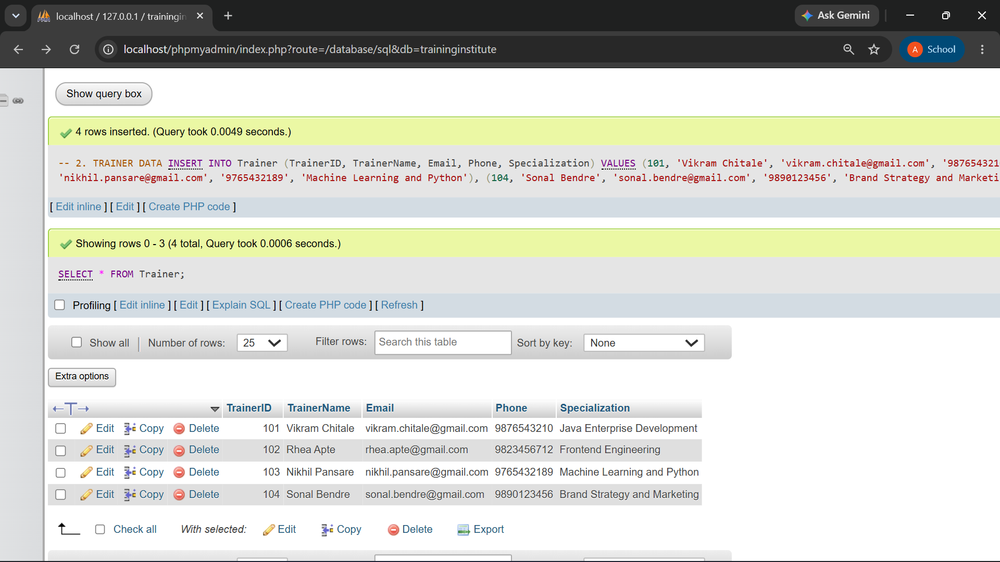 localhost / 127.0.0.1 / trainingin
Ask Gemini
localhost/phpmyadmin/index.php?route=/database/sql&db=traininginstitute
A School
Show query box
4 rows inserted. (Query took 0.0049 seconds.)
-- 2. TRAINER DATA INSERT INTO Trainer (TrainerID, TrainerName, Email, Phone, Specialization) VALUES (101, 'Vikram Chitale', 'vikram.chitale@gmail.com', '987654321
'nikhil.pansare@gmail.com', '9765432189', 'Machine Learning and Python'), (104, 'Sonal Bendre', 'sonal.bendre@gmail.com', '9890123456', 'Brand Strategy and Marketi
[ Edit inline ] [ Edit ] [ Create PHP code ]
Showing rows 0 - 3 (4 total, Query took 0.0006 seconds.)
SELECT * FROM Trainer;
Profiling [ Edit inline ] [ Edit ] [ Explain SQL ] [ Create PHP code ] [ Refresh ]
Show all Number of rows: 25 Filter rows: Search this table Sort by key: None
Extra options
TrainerID TrainerName Email Phone Specialization
Edit Copy Delete 101 Vikram Chitale vikram.chitale@gmail.com 9876543210 Java Enterprise Development
Edit Copy Delete 102 Rhea Apte rhea.apte@gmail.com 9823456712 Frontend Engineering
Edit Copy Delete 103 Nikhil Pansare nikhil.pansare@gmail.com 9765432189 Machine Learning and Python
Edit Copy Delete 104 Sonal Bendre sonal.bendre@gmail.com 9890123456 Brand Strategy and Marketing
Check all With selected: Edit Copy Delete Export